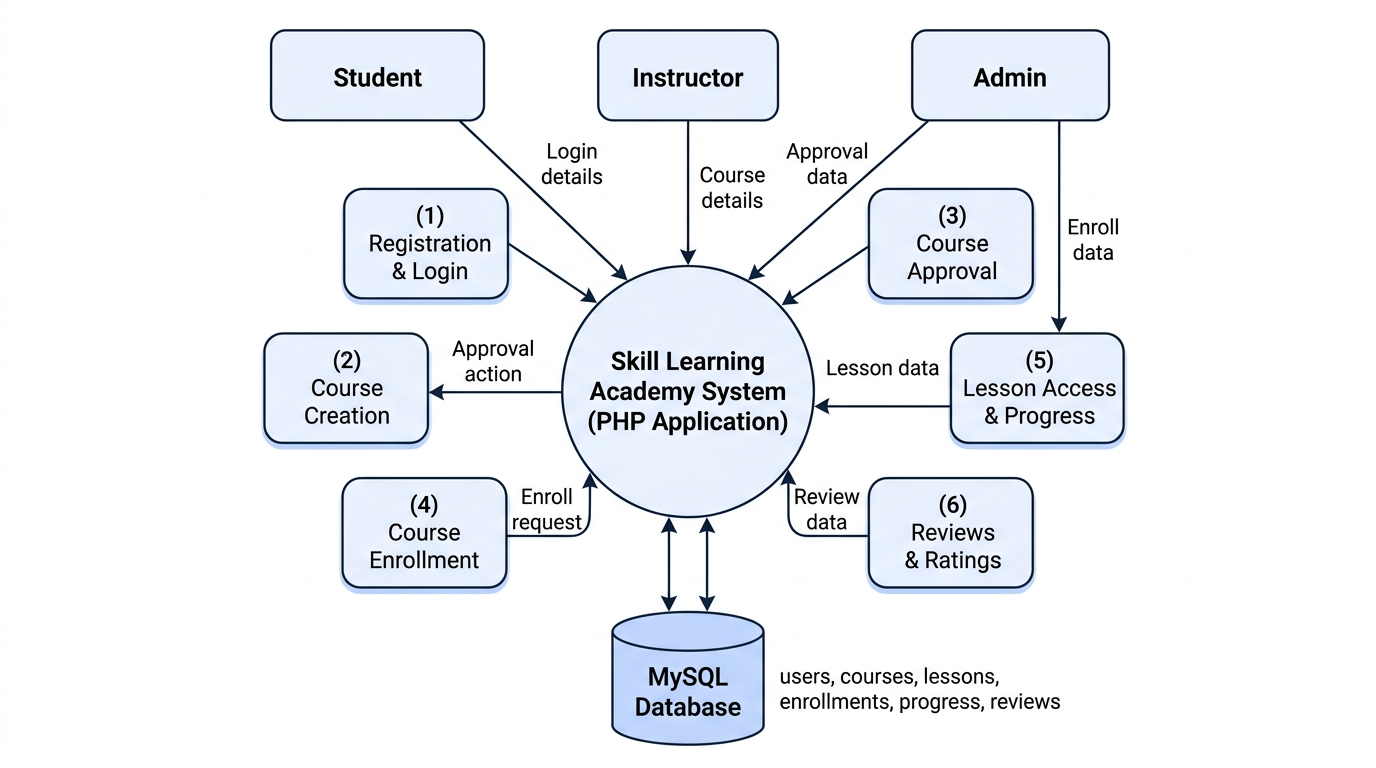 Student
Instructor
Admin
Login
details
Course
details
Approval
data
Enroll
data
(1)
Registration
& Login
(3)
Course
Approval
(2)
Course
Creation
Approval
action
Skill Learning
Academy System
(PHP Application)
Lesson data
(5)
Lesson Access
& Progress
(4)
Course
Enrollment
Enroll
request
Review
data
(6)
Reviews
& Ratings
MySQL
Database
users, courses, lessons,
enrollments, progress, reviews